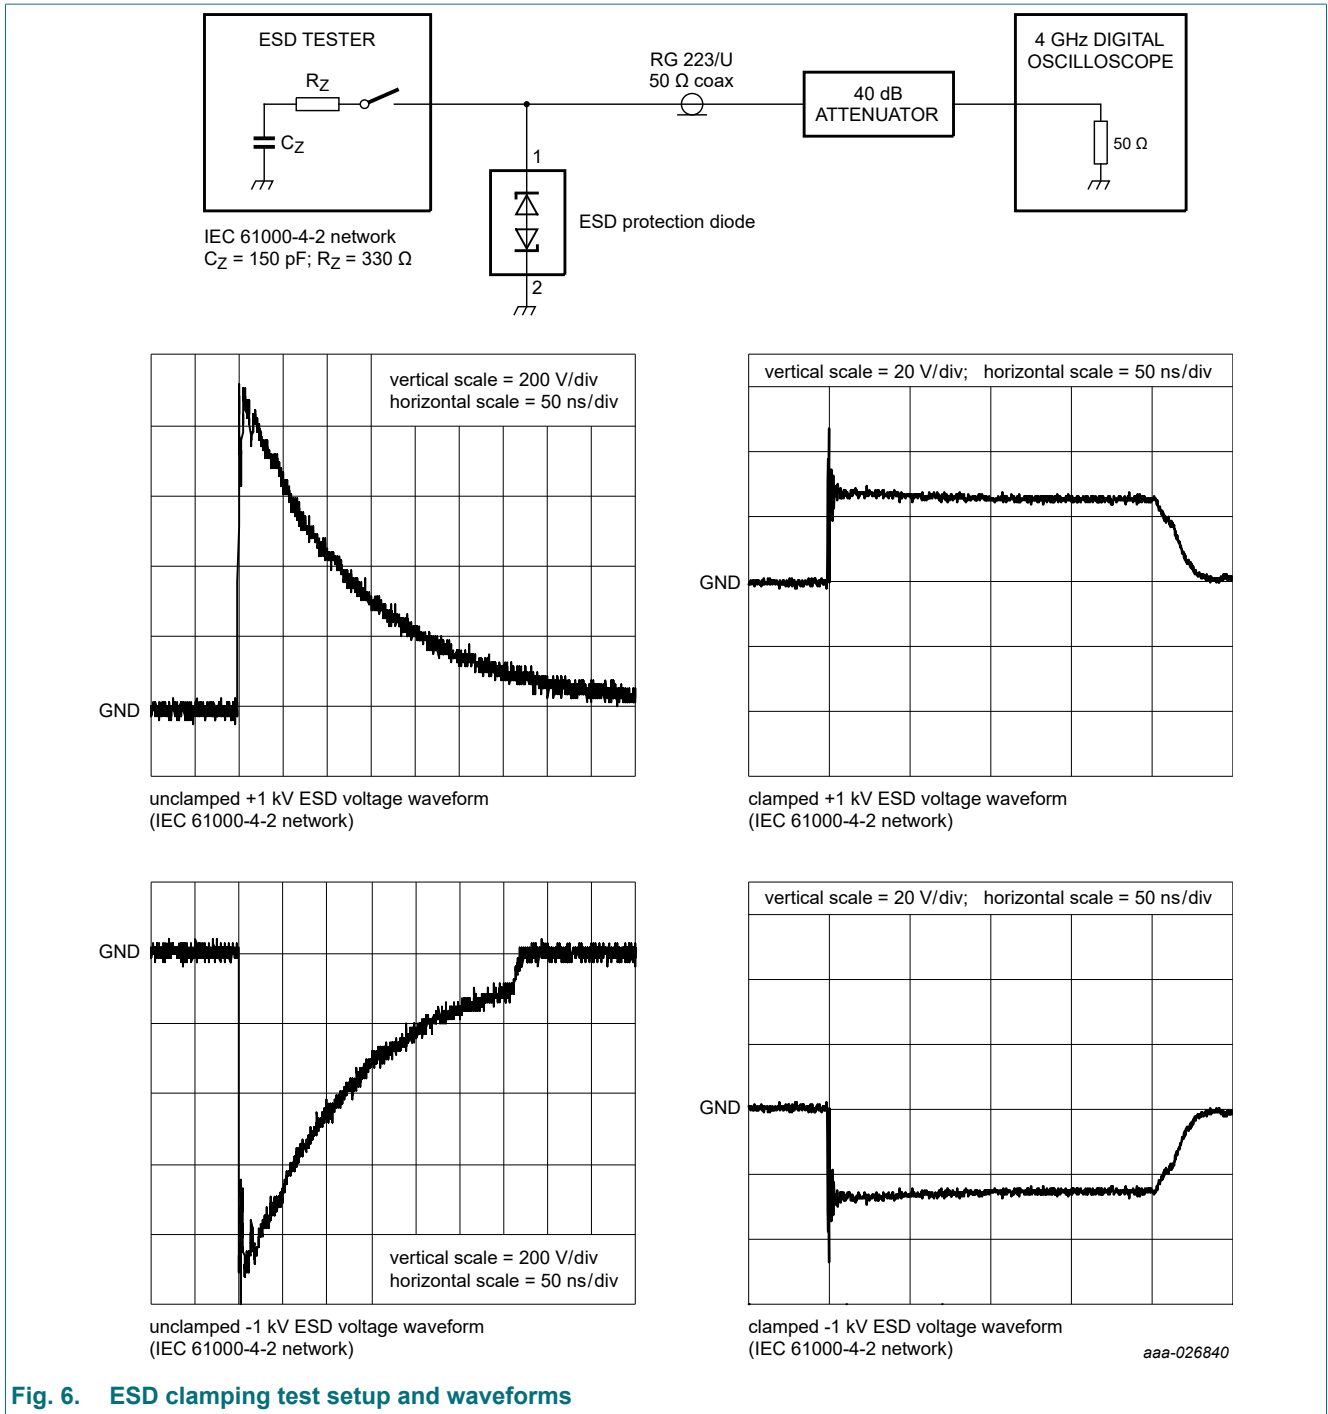 ESD TESTER
RZ
CZ
IEC 61000-4-2 network
CZ = 150 pF; RZ = 330 Ω
1
ESD protection diode
2
RG 223/U
50 Ω coax
40 dB
ATTENUATOR
4 GHz DIGITAL
OSCILLOSCOPE
50 Ω
vertical scale = 200 V/div
horizontal scale = 50 ns/div
GND
unclamped +1 kV ESD voltage waveform
(IEC 61000-4-2 network)
vertical scale = 20 V/div; horizontal scale = 50 ns/div
GND
clamped +1 kV ESD voltage waveform
(IEC 61000-4-2 network)
GND
vertical scale = 200 V/div
horizontal scale = 50 ns/div
unclamped -1 kV ESD voltage waveform
(IEC 61000-4-2 network)
vertical scale = 20 V/div; horizontal scale = 50 ns/div
GND
clamped -1 kV ESD voltage waveform
(IEC 61000-4-2 network)
aaa-026840
Fig. 6. ESD clamping test setup and waveforms